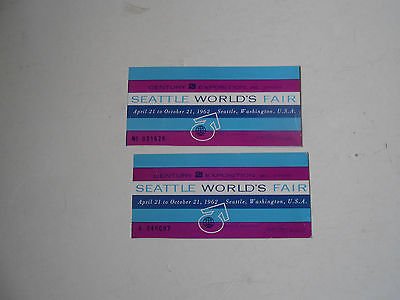 CENTURY 21 EXPOSITION
SEATTLE WORLD'S FAIR
April 21 to October 21, 1962 Seattle, Washington, U.S.A.
CENTURY 21 EXPOSITION
SEATTLE WORLD'S FAIR
April 21 to October 21, 1962 Seattle, Washington, U.S.A.